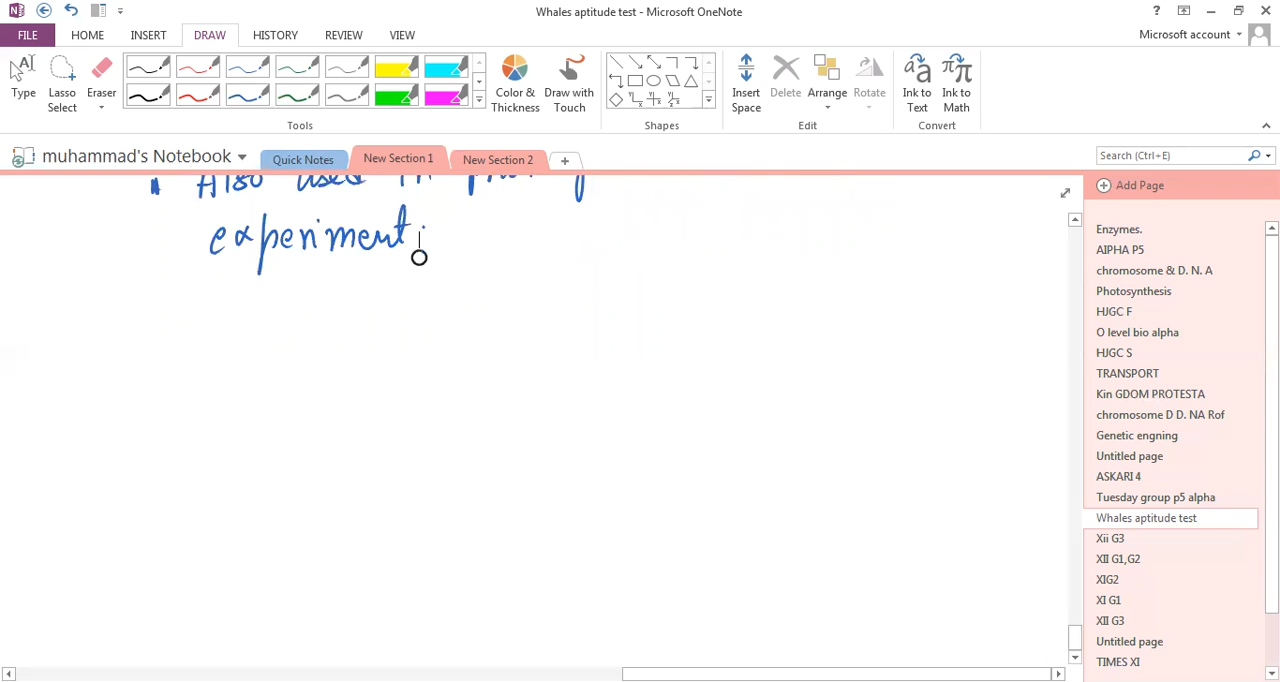 Whales aptitude test - Microsoft OneNote
?
FILE HOME INSERT DRAW HISTORY REVIEW VIEW
Microsoft account
Type Lasso Select Eraser Color & Thickness Draw with Touch
Insert Space Delete Arrange Rotate Ink to Text Ink to Math
Tools Shapes Edit Convert
muhammad's Notebook Quick Notes New Section 1 New Section 2 +
Search (Ctrl+E)
Also used in
experiment.
Add Page
Enzymes.
AlPHA P5
chromosome & D. N. A
Photosynthesis
HJGC F
O level bio alpha
HJGC S
TRANSPORT
Kin GDOM PROTESTA
chromosome D D. NA Rof
Genetic engning
Untitled page
ASKARI 4
Tuesday group p5 alpha
Whales aptitude test
Xii G3
XII G1,G2
XIG2
XI G1
XII G3
Untitled page
TIMES XI